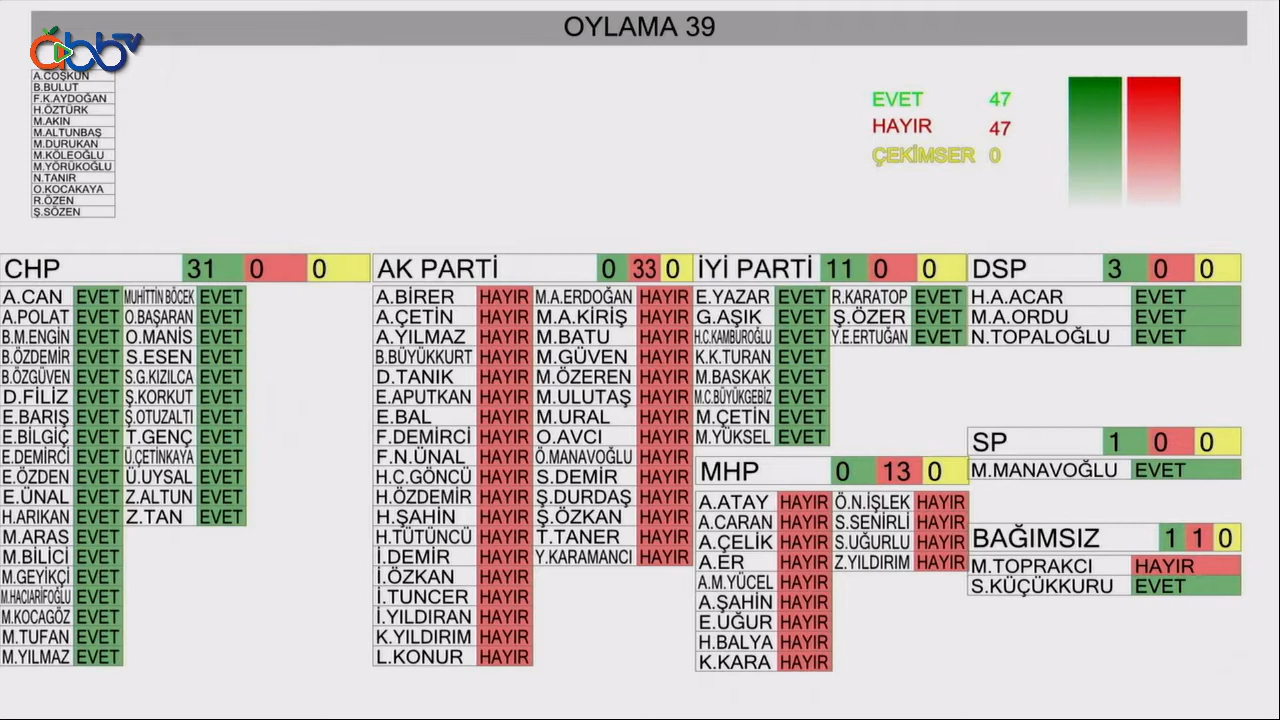 OYLAMA 39
abb TV
A.COŞKUN
B.BULUT
F.K.AYDOĞAN
H.ÖZTÜRK
M.AKIN
M.ALTUNBAŞ
M.DURUKAN
M.KÖLEOĞLU
M.YÖRÜKOĞLU
N.TANIR
O.KOCAKAYA
R.ÖZEN
Ş.SÖZEN
EVET 47
HAYIR 47
ÇEKİMSER 0
CHP 31 0 0
A.CAN EVET MUHİTTİN BÖCEK EVET
A.POLAT EVET O.BAŞARAN EVET
B.M.ENGİN EVET O.MANİS EVET
B.ÖZDEMİR EVET S.ESEN EVET
B.ÖZGÜVEN EVET S.G.KIZILCA EVET
D.FİLİZ EVET Ş.KORKUT EVET
E.BARIŞ EVET Ş.OTUZALTI EVET
E.BİLGİÇ EVET T.GENÇ EVET
E.DEMİRCİ EVET Ü.ÇETİNKAYA EVET
E.ÖZDEN EVET Ü.UYSAL EVET
E.ÜNAL EVET Z.ALTUN EVET
H.ARIKAN EVET Z.TAN EVET
M.ARAS EVET
M.BİLİCİ EVET
M.GEYİKÇİ EVET
M.HACIARİFOĞLU EVET
M.KOCAGÖZ EVET
M.TUFAN EVET
M.YILMAZ EVET
AK PARTİ 0 33 0
A.BİRER HAYIR M.A.ERDOĞAN HAYIR
A.ÇETİN HAYIR M.A.KİRİŞ HAYIR
A.YILMAZ HAYIR M.BATU HAYIR
B.BÜYÜKKURT HAYIR M.GÜVEN HAYIR
D.TANIK HAYIR M.ÖZEREN HAYIR
E.APUTKAN HAYIR M.ULUTAŞ HAYIR
E.BAL HAYIR M.URAL HAYIR
F.DEMİRCİ HAYIR O.AVCI HAYIR
F.N.ÜNAL HAYIR Ö.MANAVOĞLU HAYIR
H.C.GÖNCÜ HAYIR S.DEMİR HAYIR
H.ÖZDEMİR HAYIR Ş.DURDAŞ HAYIR
H.ŞAHİN HAYIR Ş.ÖZKAN HAYIR
H.TÜTÜNCÜ HAYIR T.TANER HAYIR
İ.DEMİR HAYIR Y.KARAMANCI HAYIR
İ.ÖZKAN HAYIR
İ.TUNCER HAYIR
İ.YILDIRAN HAYIR
K.YILDIRIM HAYIR
L.KONUR HAYIR
İYİ PARTİ 11 0 0
E.YAZAR EVET R.KARATOP EVET
G.AŞIK EVET Ş.ÖZER EVET
H.C.KAMBUROĞLU EVET Y.E.ERTUĞAN EVET
K.K.TURAN EVET
M.BAŞKAK EVET
M.C.BÜYÜKGEBİZ EVET
M.ÇETİN EVET
M.YÜKSEL EVET
MHP 0 13 0
A.ATAY HAYIR Ö.N.İŞLEK HAYIR
A.CARAN HAYIR S.SENİRLİ HAYIR
A.ÇELİK HAYIR S.UĞURLU HAYIR
A.ER HAYIR Z.YILDIRIM HAYIR
A.M.YÜCEL HAYIR
A.ŞAHİN HAYIR
E.UĞUR HAYIR
H.BALYA HAYIR
K.KARA HAYIR
DSP 3 0 0
H.A.ACAR EVET
M.A.ORDU EVET
N.TOPALOĞLU EVET
SP 1 0 0
M.MANAVOĞLU EVET
BAĞIMSIZ 1 1 0
M.TOPRAKCI HAYIR
S.KÜÇÜKKURU EVET